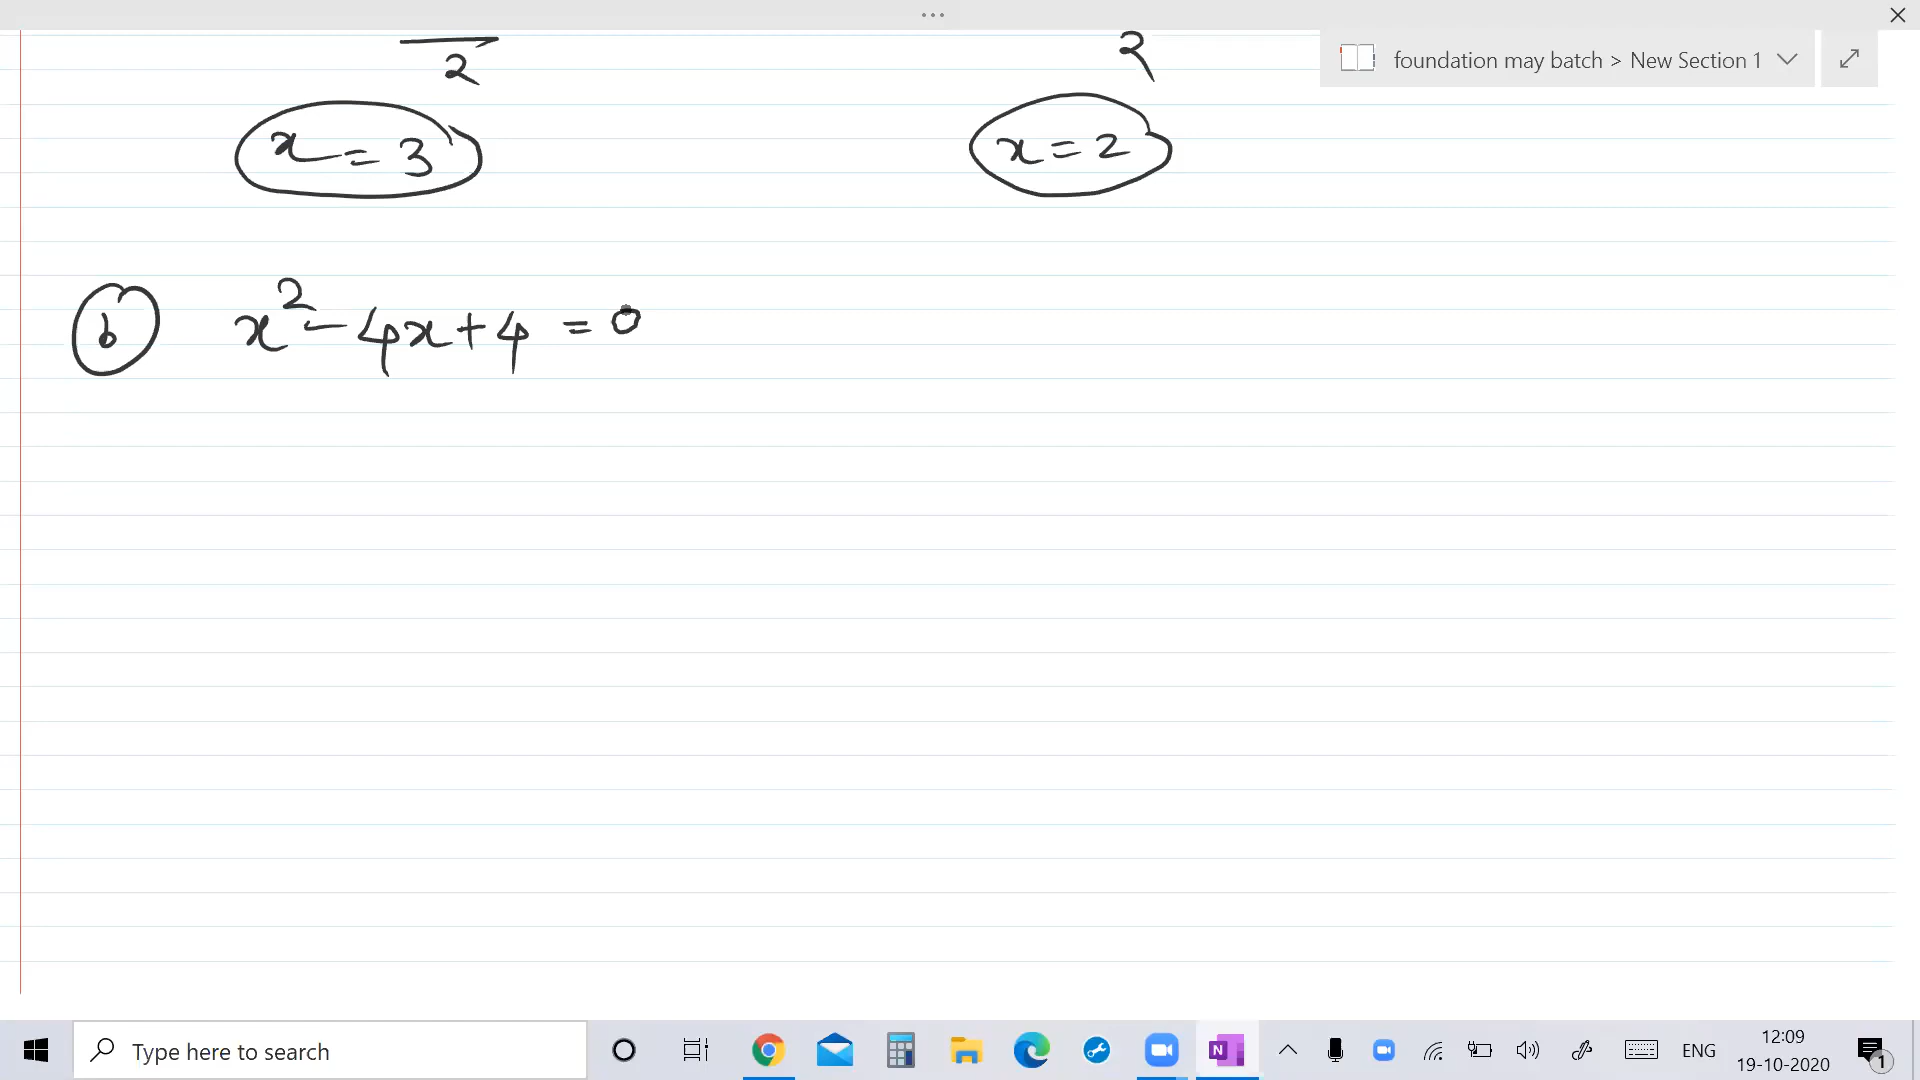 ...
foundation may batch > New Section 1
2 2
x = 3 x = 2
b x² - 4x + 4 = 0
Type here to search
N
ENG
12:09
19-10-2020
1